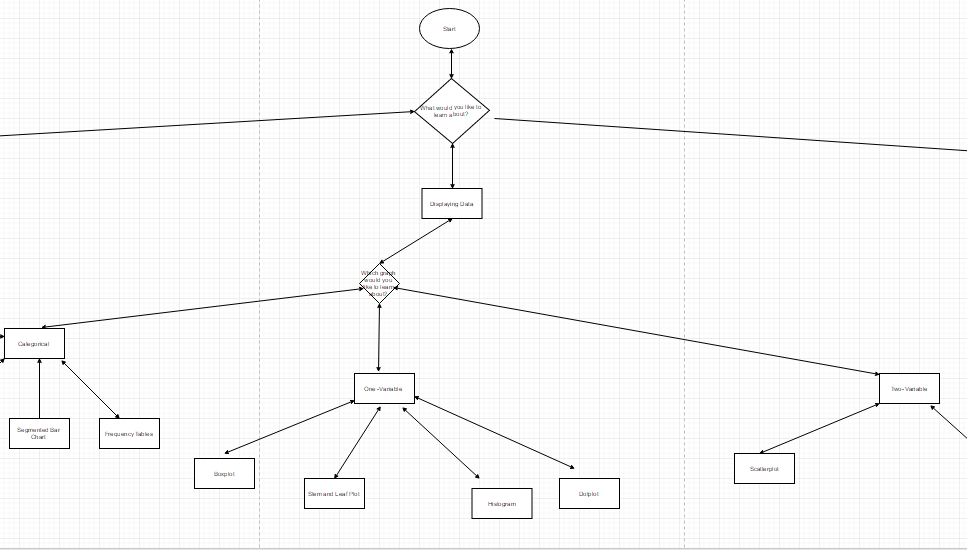 Start
What would you like to
learn about?
Displaying Data
Which graph
would you
like to learn
about?
Categorical
One -Variable
Two-Variable
Segmented Bar
Chart
Frequency Tables
Boxplot
Stem and Leaf Plot
Histogram
Dotplot
Scatterplot